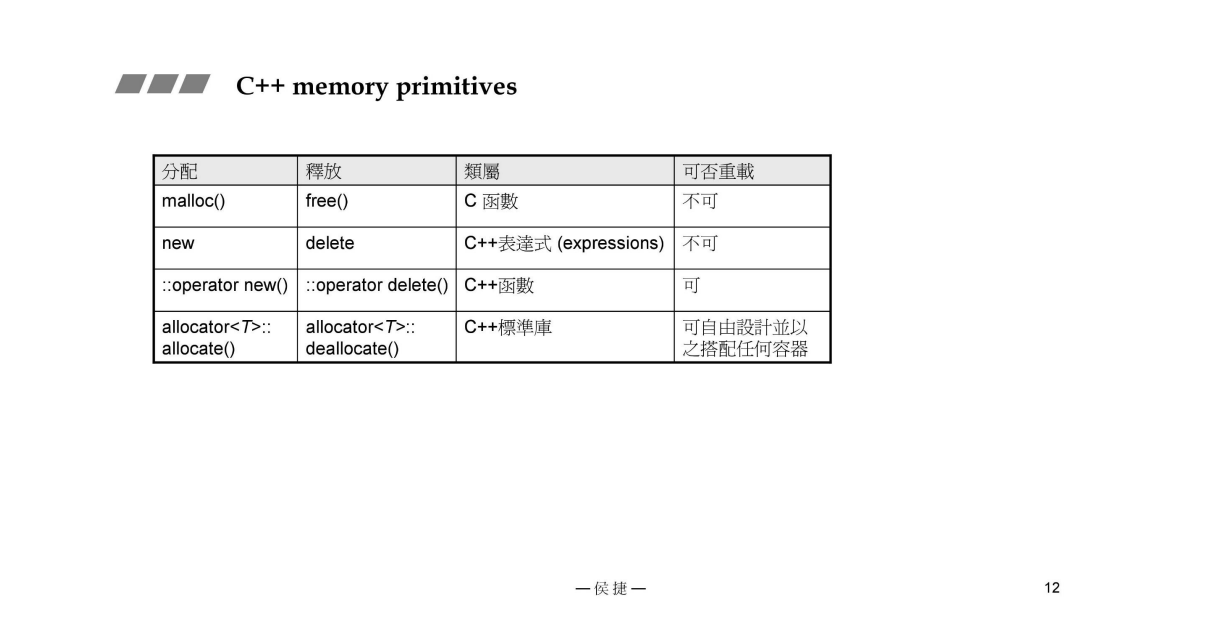 C++ memory primitives
分配 釋放 類屬 可否重載
malloc() free() C 函數 不可
new delete C++表達式 (expressions) 不可
::operator new() ::operator delete() C++函數 可
allocator<T>:: allocator<T>:: C++標準庫 可自由設計並以
allocate() deallocate() 之搭配任何容器
— 侯 捷 —
12